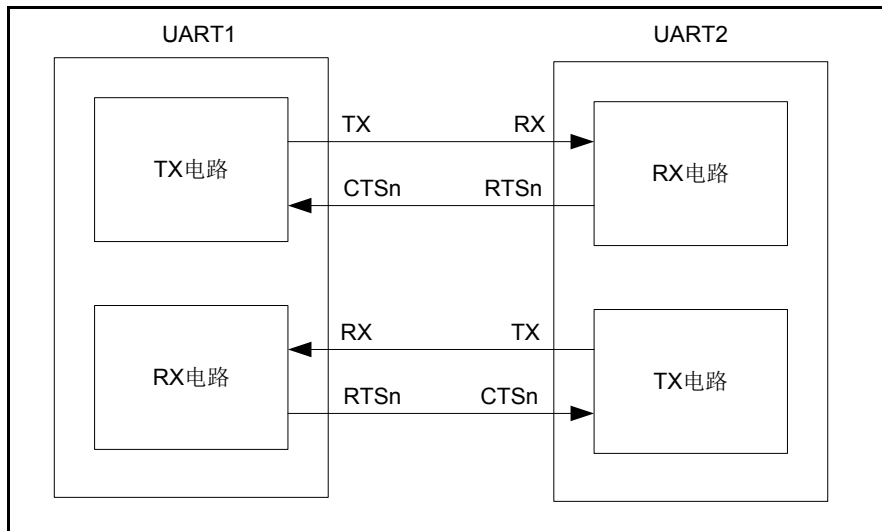 UART1 UART2
TX RX
TX电路 RX电路
CTSn RTSn
RX TX
RX电路 TX电路
RTSn CTSn